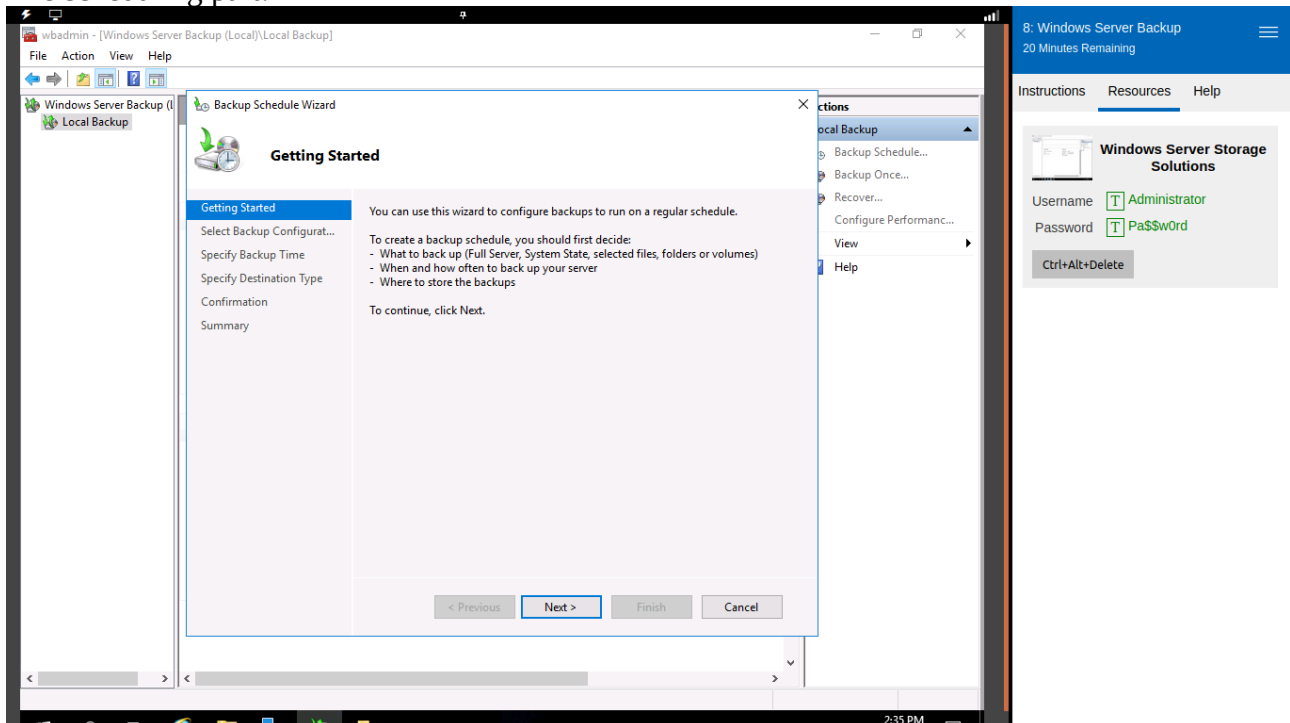 wbadmin - [Windows Server Backup (Local)\Local Backup]
File Action View Help
Windows Server Backup (L
Local Backup
Backup Schedule Wizard
Getting Started
Getting Started
Select Backup Configurat...
Specify Backup Time
Specify Destination Type
Confirmation
Summary
You can use this wizard to configure backups to run on a regular schedule.
To create a backup schedule, you should first decide:
- What to back up (Full Server, System State, selected files, folders or volumes)
- When and how often to back up your server
- Where to store the backups
To continue, click Next.
< Previous Next > Finish Cancel
ctions
ocal Backup
Backup Schedule...
Backup Once...
Recover...
Configure Performanc...
View
Help
2:35 PM
8: Windows Server Backup
20 Minutes Remaining
Instructions Resources Help
Windows Server Storage
Solutions
Username T Administrator
Password T Pa$$w0rd
Ctrl+Alt+Delete